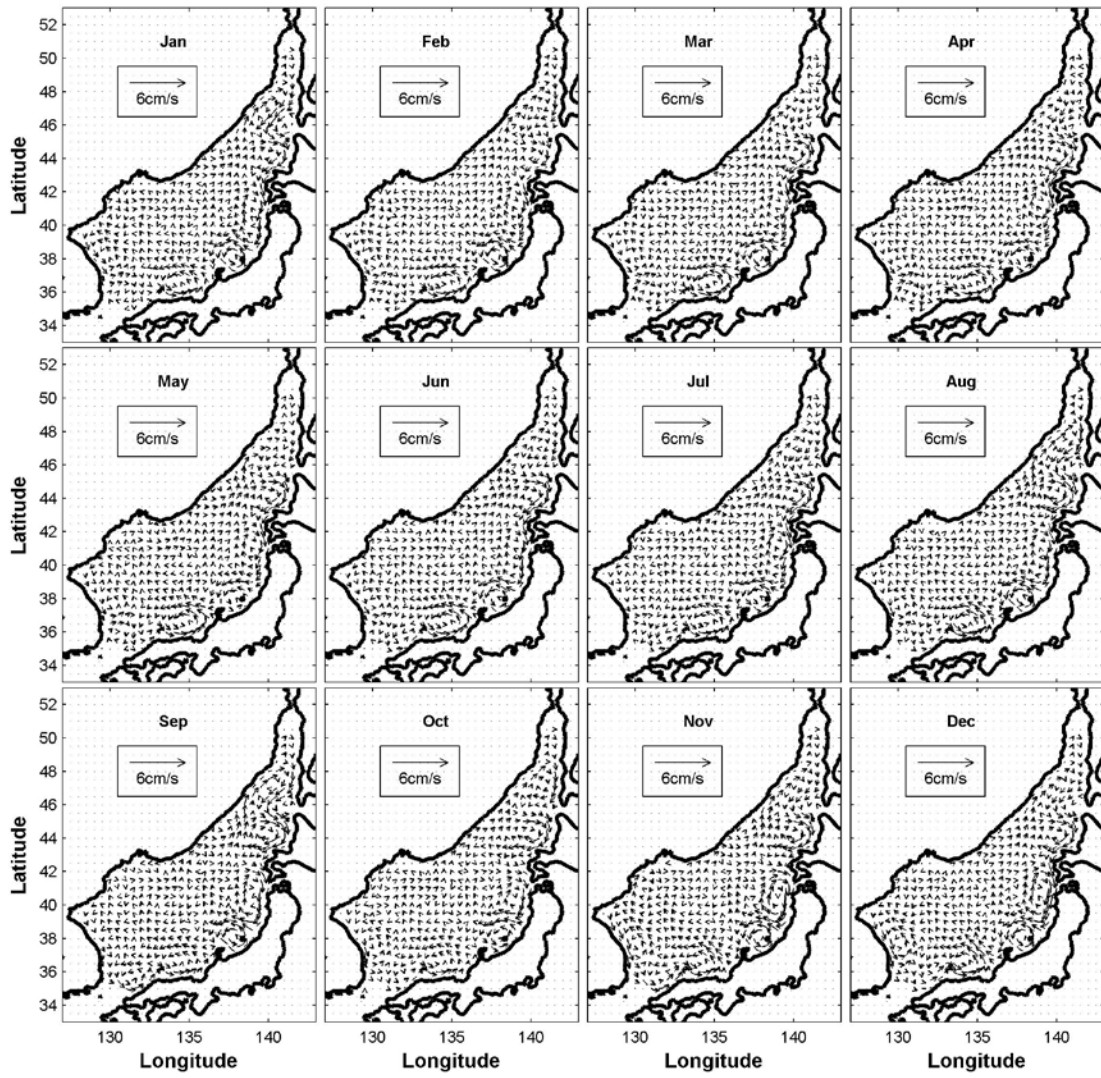 Jan Feb Mar Apr
6cm/s 6cm/s 6cm/s 6cm/s
52
50
48
46
44
42
40
38
36
34
Latitude
May Jun Jul Aug
6cm/s 6cm/s 6cm/s 6cm/s
52
50
48
46
44
42
40
38
36
34
Latitude
Sep Oct Nov Dec
6cm/s 6cm/s 6cm/s 6cm/s
52
50
48
46
44
42
40
38
36
34
Latitude
130 135 140 130 135 140 130 135 140 130 135 140
Longitude Longitude Longitude Longitude